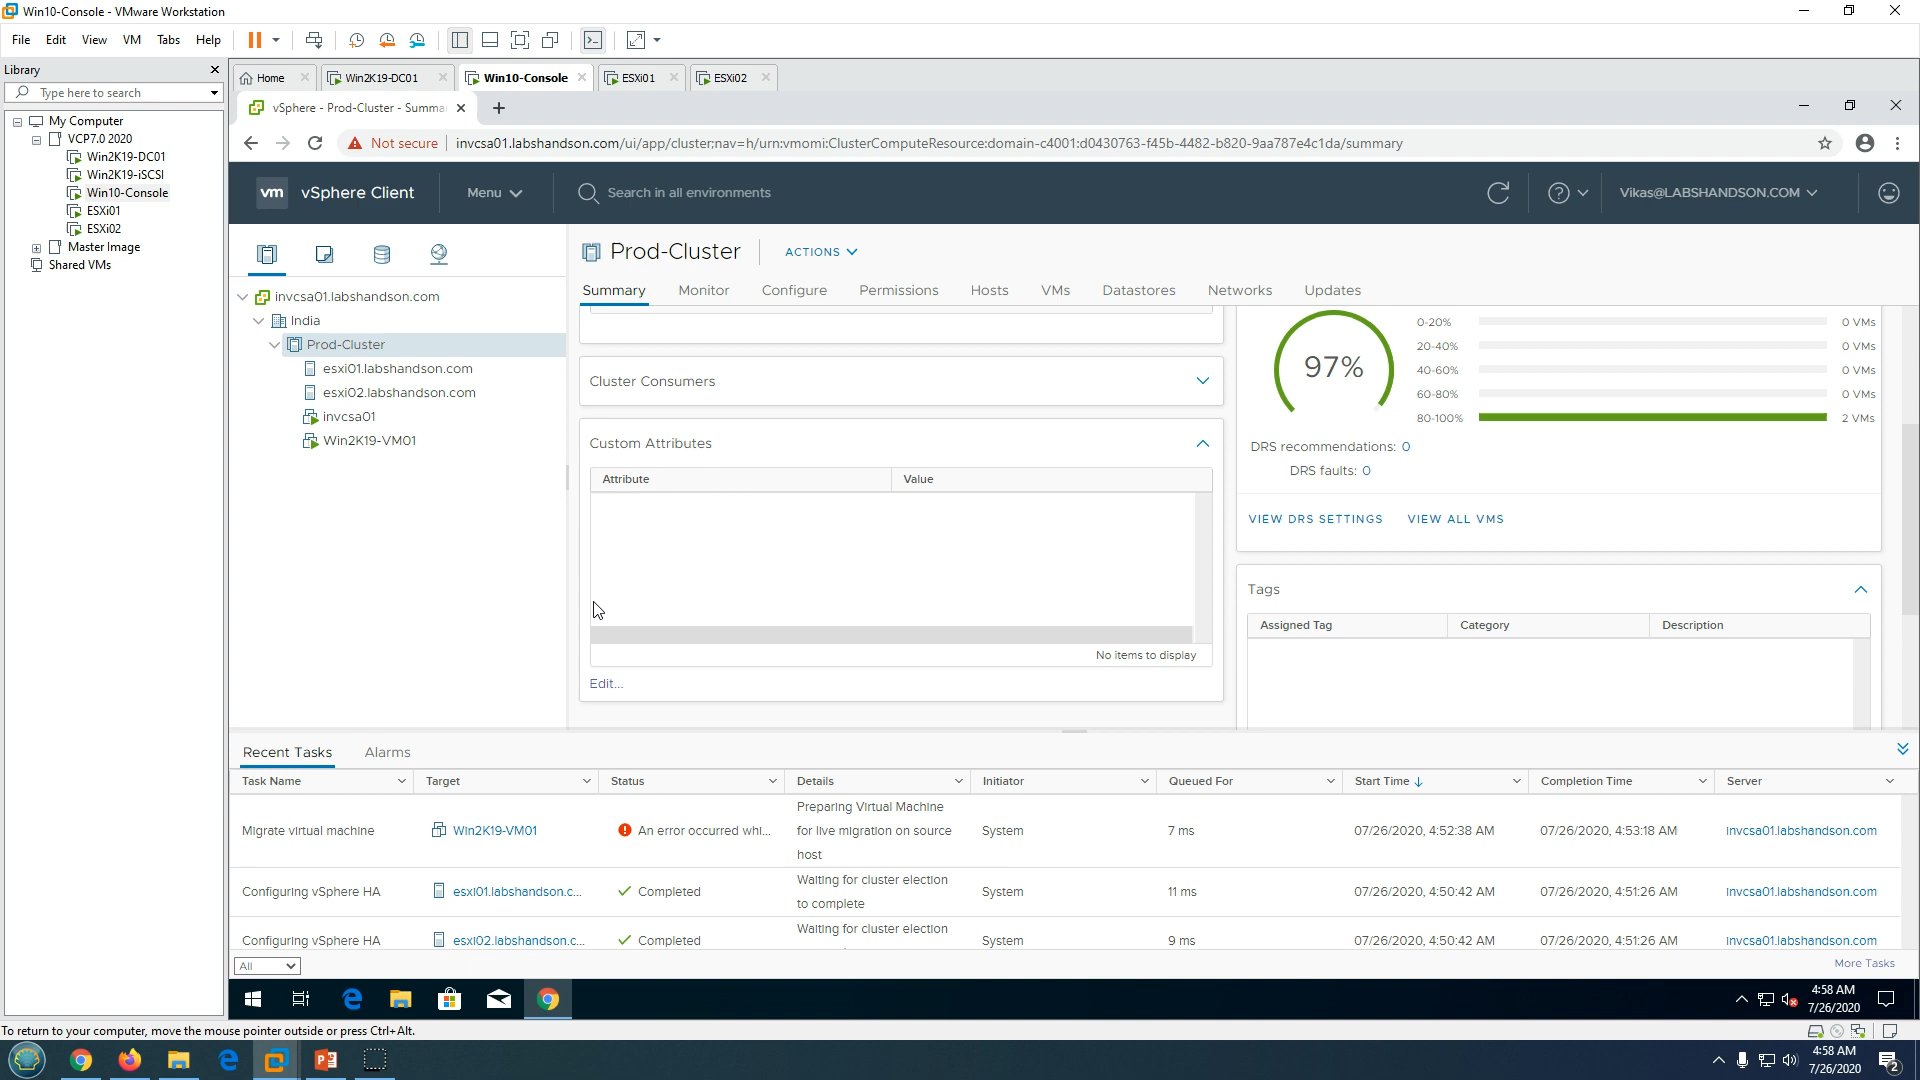 Win10-Console - VMware Workstation
File Edit View VM Tabs Help
Library
Type here to search
My Computer
VCP7.0 2020
Win2K19-DC01
Win2K19-iSCSI
Win10-Console
ESXi01
ESXi02
Master Image
Shared VMs
Home Win2K19-DC01 Win10-Console ESXi01 ESXi02
vSphere - Prod-Cluster - Summa
Not secure invcsa01.labshandson.com/ui/app/cluster;nav=h/urn:vmomi:ClusterComputeResource:domain-c4001:d0430763-f45b-4482-b820-9aa787e4c1da/summary
vm vSphere Client Menu Search in all environments Vikas@LABSHANDSON.COM
invcsa01.labshandson.com
India
Prod-Cluster
esxi01.labshandson.com
esxi02.labshandson.com
invcsa01
Win2K19-VM01
Prod-Cluster ACTIONS
Summary Monitor Configure Permissions Hosts VMs Datastores Networks Updates
Cluster Consumers
Custom Attributes
Attribute Value
No items to display
Edit...
97%
0-20% 0 VMs
20-40% 0 VMs
40-60% 0 VMs
60-80% 0 VMs
80-100% 2 VMs
DRS recommendations: 0
DRS faults: 0
VIEW DRS SETTINGS VIEW ALL VMS
Tags
Assigned Tag Category Description
Recent Tasks Alarms
Task Name Target Status Details Initiator Queued For Start Time Completion Time Server
Migrate virtual machine Win2K19-VM01 An error occurred whi... Preparing Virtual Machine for live migration on source host System 7 ms 07/26/2020, 4:52:38 AM 07/26/2020, 4:53:18 AM invcsa01.labshandson.com
Configuring vSphere HA esxi01.labshandson.c... Completed Waiting for cluster election to complete System 11 ms 07/26/2020, 4:50:42 AM 07/26/2020, 4:51:26 AM invcsa01.labshandson.com
Configuring vSphere HA esxi02.labshandson.c... Completed Waiting for cluster election System 9 ms 07/26/2020, 4:50:42 AM 07/26/2020, 4:51:26 AM invcsa01.labshandson.com
All More Tasks
4:58 AM
7/26/2020
To return to your computer, move the mouse pointer outside or press Ctrl+Alt.
4:58 AM
7/26/2020
2